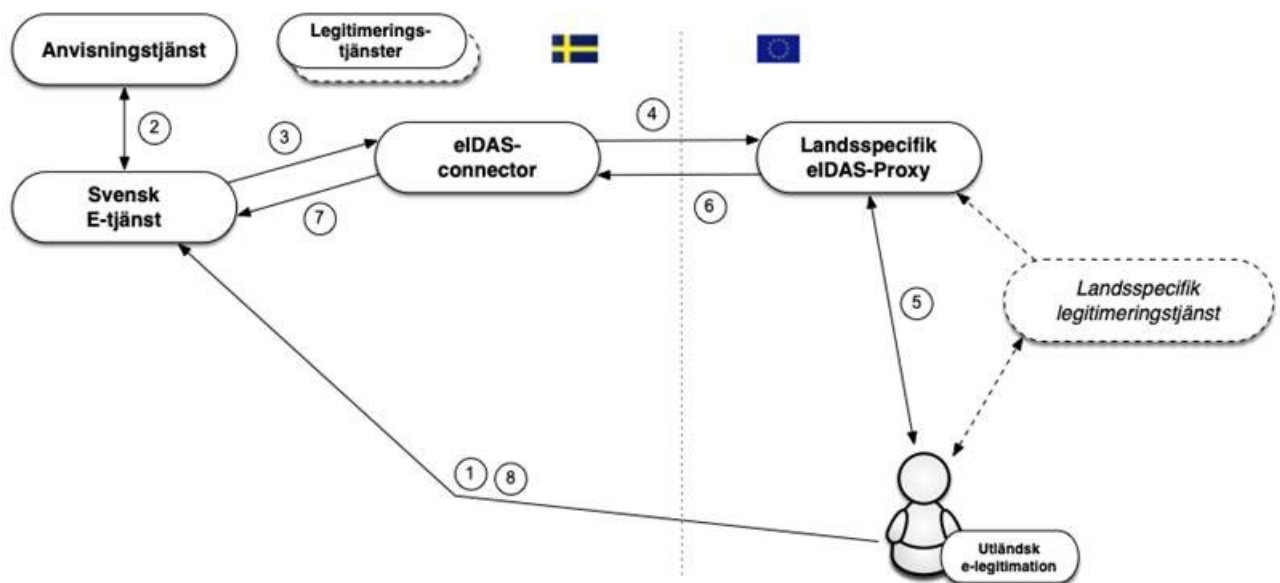 Anvisningstjänst
Legitimerings-
tjänster
2
3
4
eIDAS-
connector
Landsspecifik
eIDAS-Proxy
Svensk
E-tjänst
7
6
5
Landsspecifik
legitimeringstjänst
1
8
Utländsk
e-legitimation